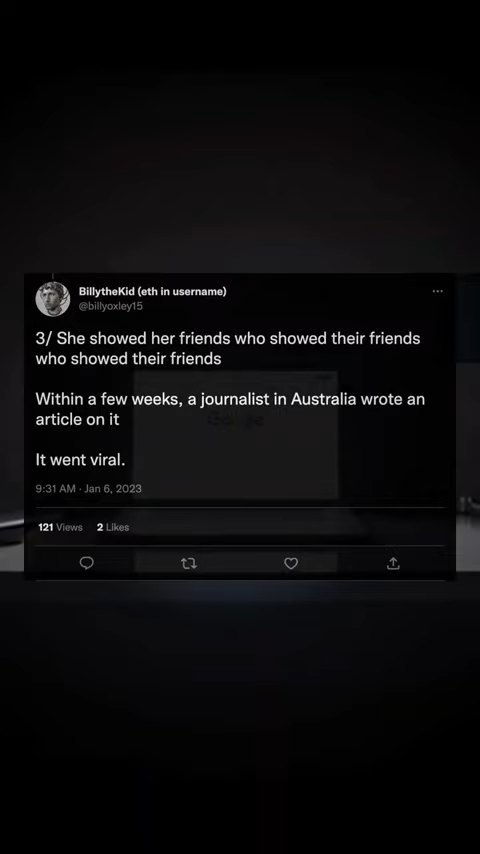 BillytheKid (eth in username)
@billyoxley15
3/ She showed her friends who showed their friends
who showed their friends
Within a few weeks, a journalist in Australia wrote an
article on it
Google
It went viral.
9:31 AM · Jan 6, 2023
121 Views 2 Likes